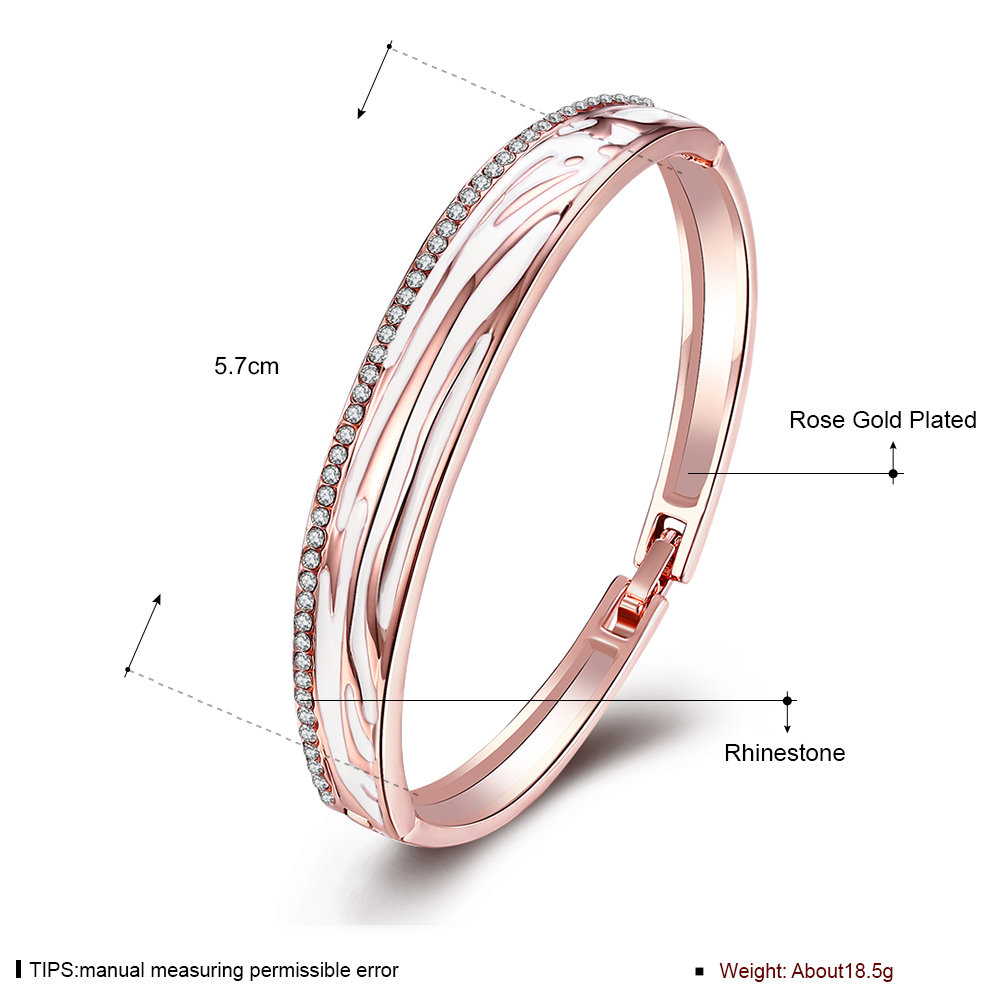 5.7cm
Rose Gold Plated
Rhinestone
TIPS:manual measuring permissible error
Weight: About18.5g